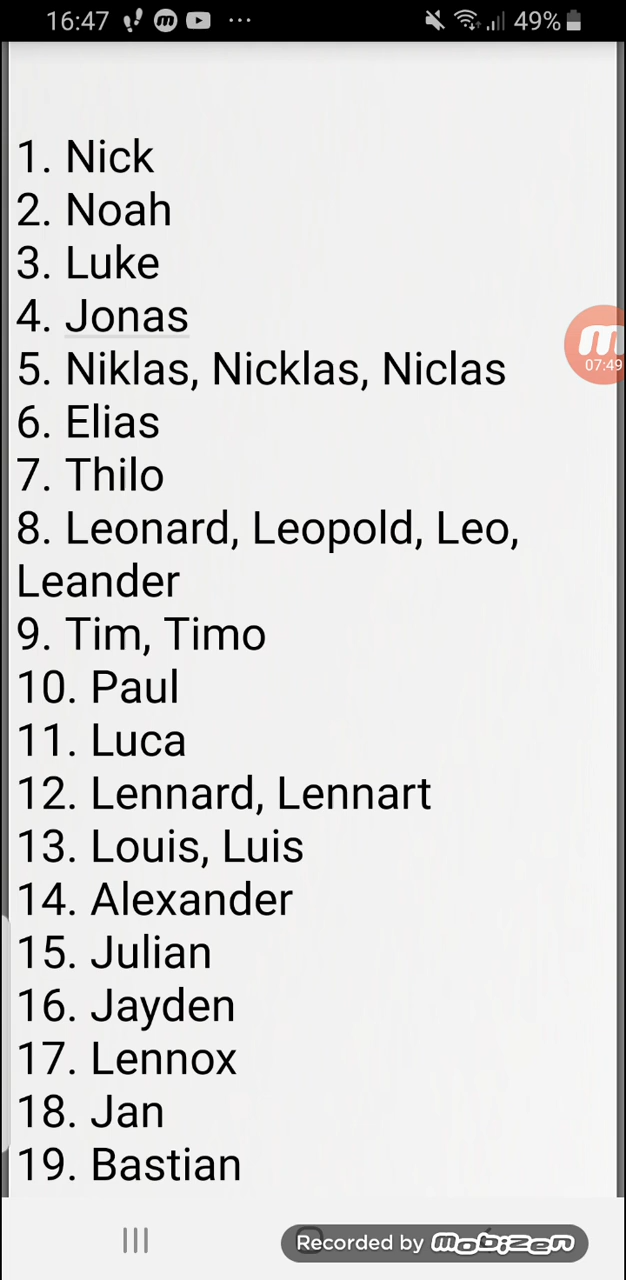 16:47
49%
1. Nick
2. Noah
3. Luke
4. Jonas
07:49
5. Niklas, Nicklas, Niclas
6. Elias
7. Thilo
8. Leonard, Leopold, Leo,
Leander
9. Tim, Timo
10. Paul
11. Luca
12. Lennard, Lennart
13. Louis, Luis
14. Alexander
15. Julian
16. Jayden
17. Lennox
18. Jan
19. Bastian
Recorded by mobizen